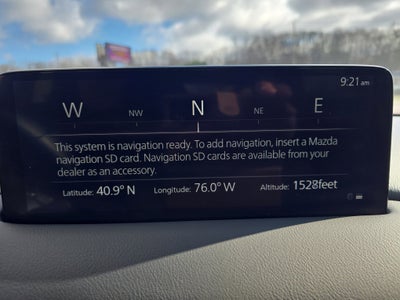 9:21 am
W NW N NE E
This system is navigation ready. To add navigation, insert a Mazda
navigation SD card. Navigation SD cards are available from your
dealer as an accessory.
Latitude: 40.9° N Longitude: 76.0° W Altitude: 1528feet